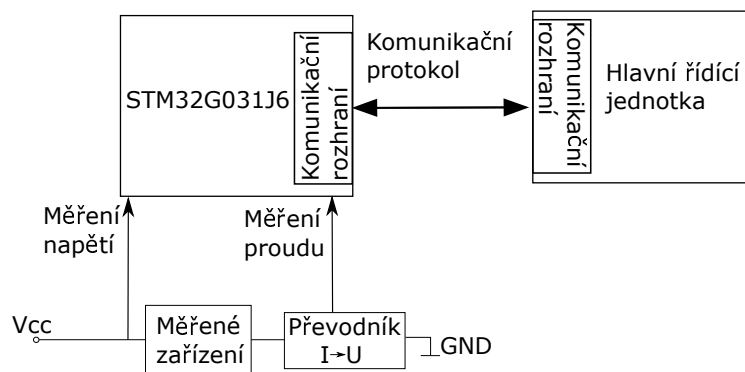 STM32G031J6
Komunikační
rozhraní
Komunikační
protokol
Komunikační
rozhraní
Hlavní řídící
jednotka
Měření
napětí
Měření
proudu
Vcc
Měřené
zařízení
Převodník
I→U
GND